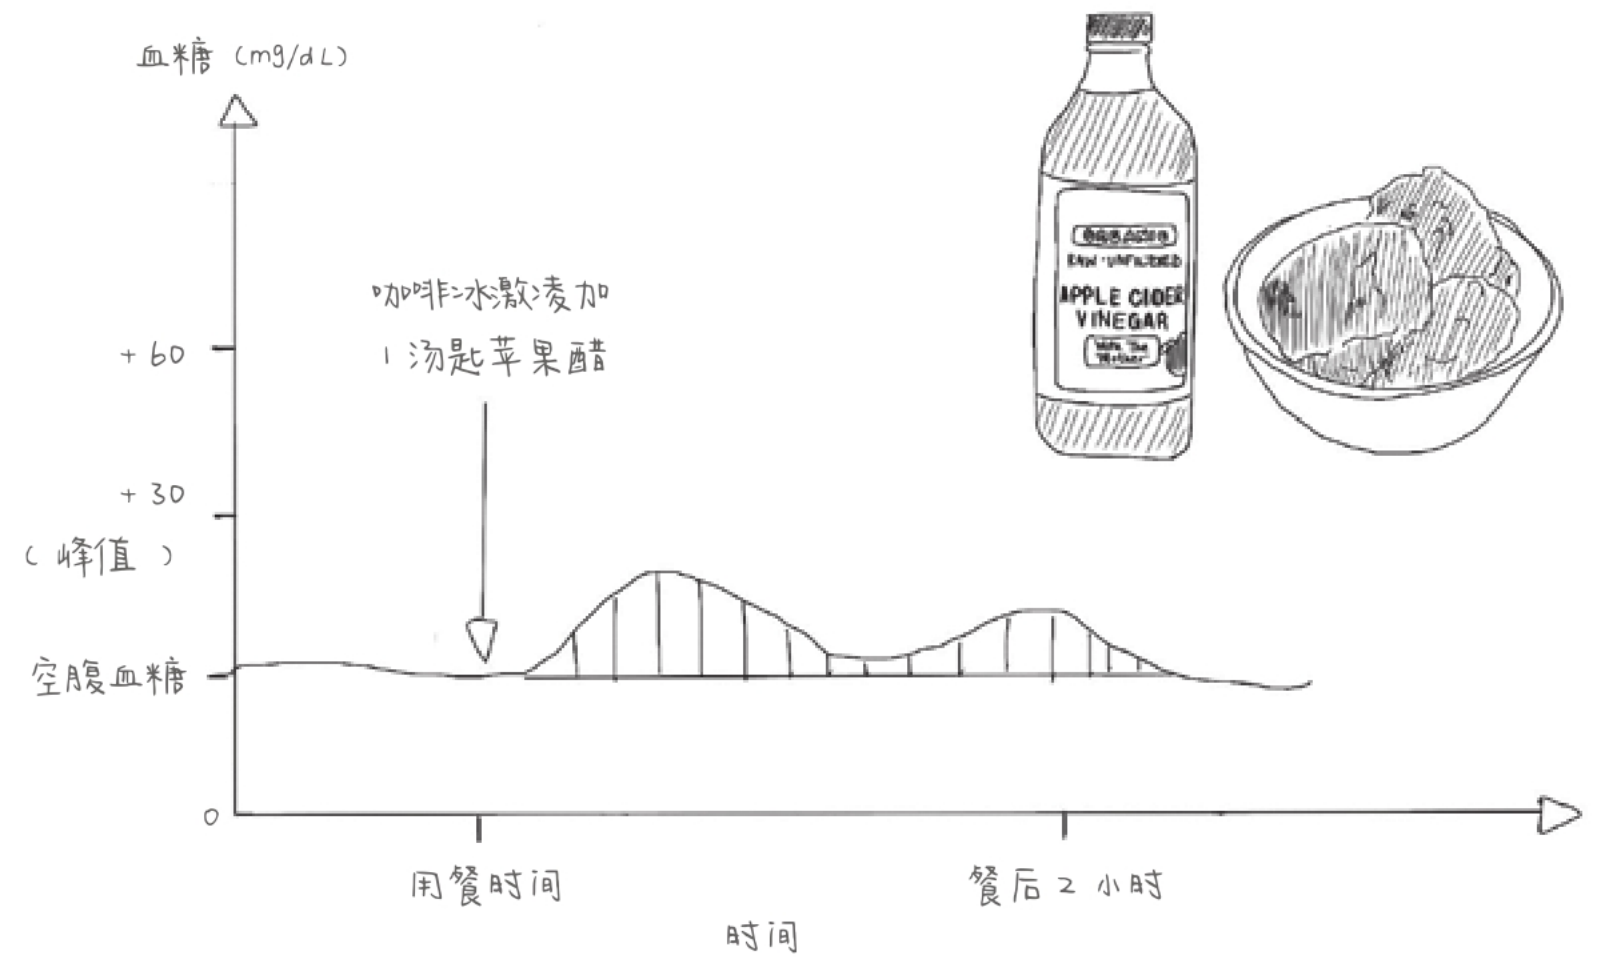 血糖（mg/dL）
咖啡冰激凌加
1汤匙苹果醋
+60
+30
（峰值）
空腹血糖
0
用餐时间
餐后2小时
时间
ORGANIC
RAW - UNFILTERED
APPLE CIDER
VINEGAR
With The
Mother